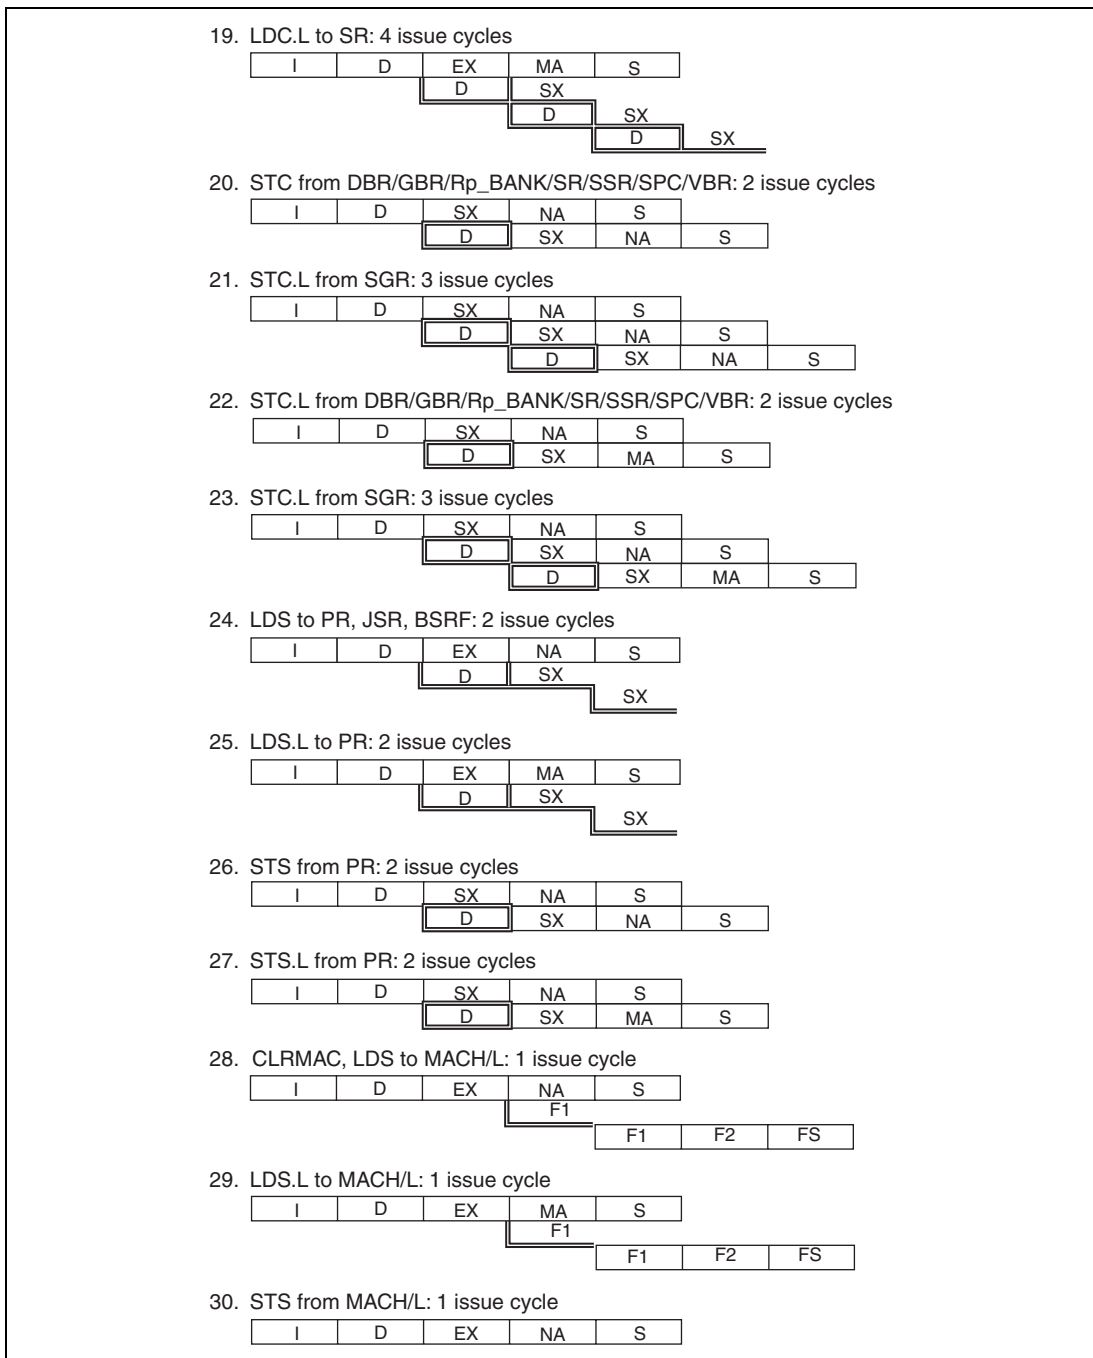 19. LDC.L to SR: 4 issue cycles
I D EX MA S
D SX
D SX
D SX
20. STC from DBR/GBR/Rp_BANK/SR/SSR/SPC/VBR: 2 issue cycles
I D SX NA S
D SX NA S
21. STC.L from SGR: 3 issue cycles
I D SX NA S
D SX NA S
D SX NA S
22. STC.L from DBR/GBR/Rp_BANK/SR/SSR/SPC/VBR: 2 issue cycles
I D SX NA S
D SX MA S
23. STC.L from SGR: 3 issue cycles
I D SX NA S
D SX NA S
D SX MA S
24. LDS to PR, JSR, BSRF: 2 issue cycles
I D EX NA S
D SX
SX
25. LDS.L to PR: 2 issue cycles
I D EX MA S
D SX
SX
26. STS from PR: 2 issue cycles
I D SX NA S
D SX NA S
27. STS.L from PR: 2 issue cycles
I D SX NA S
D SX MA S
28. CLRMAC, LDS to MACH/L: 1 issue cycle
I D EX NA S
F1
F1 F2 FS
29. LDS.L to MACH/L: 1 issue cycle
I D EX MA S
F1
F1 F2 FS
30. STS from MACH/L: 1 issue cycle
I D EX NA S